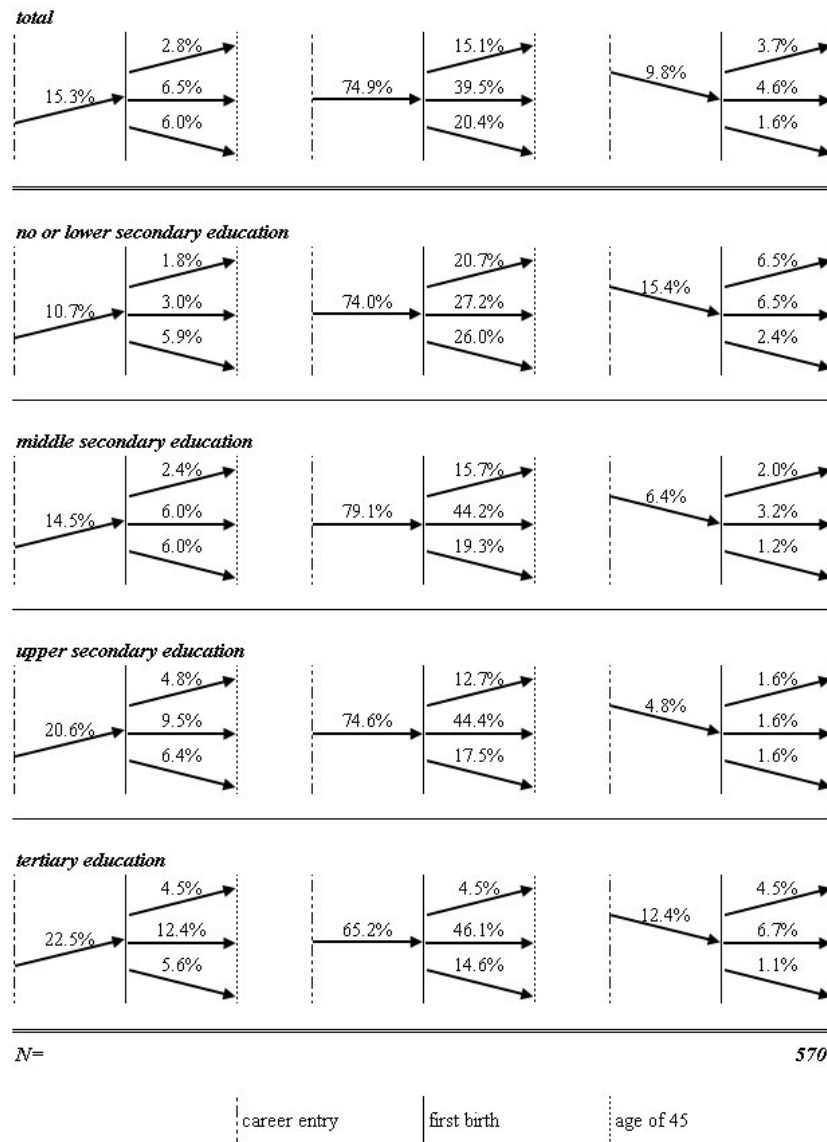 total
2.8% 15.1% 3.7%
15.3% 6.5% 74.9% 39.5% 9.8% 4.6%
6.0% 20.4% 1.6%
no or lower secondary education
1.8% 20.7% 6.5%
10.7% 3.0% 74.0% 27.2% 15.4% 6.5%
5.9% 26.0% 2.4%
middle secondary education
2.4% 15.7% 2.0%
14.5% 6.0% 79.1% 44.2% 6.4% 3.2%
6.0% 19.3% 1.2%
upper secondary education
4.8% 12.7% 1.6%
20.6% 9.5% 74.6% 44.4% 4.8% 1.6%
6.4% 17.5% 1.6%
tertiary education
4.5% 4.5% 4.5%
22.5% 12.4% 65.2% 46.1% 12.4% 6.7%
5.6% 14.6% 1.1%
N= 570
career entry first birth age of 45